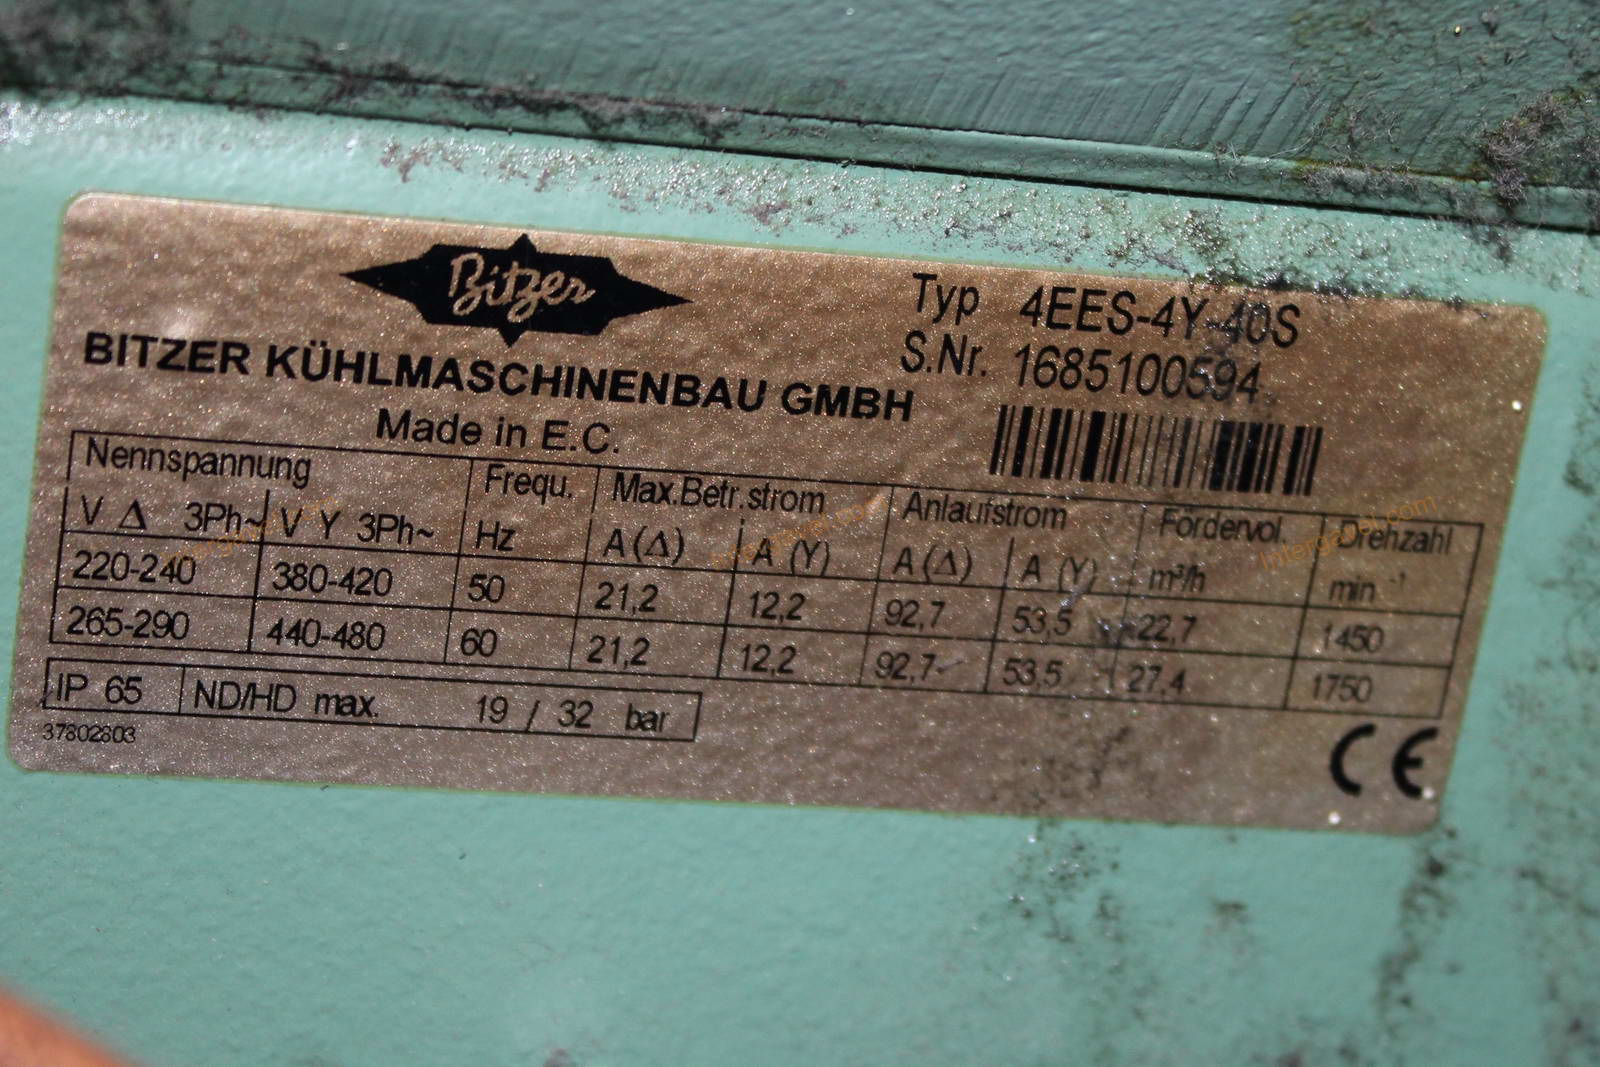 Bitzer
BITZER KÜHLMASCHINENBAU GMBH
Made in E.C.
Typ 4EES-4Y-40S
S.Nr. 1685100594
Nennspannung Frequ. Max.Betr.strom Anlaufstrom Fördervol. Drehzahl
V Δ 3Ph~ V Y 3Ph~ Hz A (Δ) A (Y) A (Δ) A (Y) m³/h min⁻¹
220-240 380-420 50 21,2 12,2 92,7 53,5 22,7 1450
265-290 440-480 60 21,2 12,2 92,7 53,5 27,4 1750
IP 65 ND/HD max. 19 / 32 bar
37802803
CE
Intergastel.com